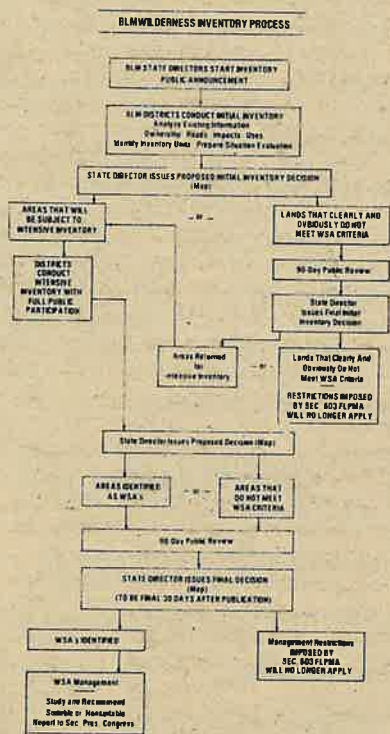 BLM WILDERNESS INVENTORY PROCESS
BLM STATE DIRECTORS START INVENTORY
PUBLIC ANNOUNCEMENT
BLM DISTRICTS CONDUCT INITIAL INVENTORY
Analyze Existing Information
Ownership Roads Impacts Uses
Identify Inventory Units Prepare Situation Evaluation
STATE DIRECTOR ISSUES PROPOSED INITIAL INVENTORY DECISION
(Map)
AREAS THAT WILL
BE SUBJECT TO
INTENSIVE INVENTORY
- or -
LANDS THAT CLEARLY
AND OBVIOUSLY DO NOT
MEET WSA CRITERIA
DISTRICTS
CONDUCT
INTENSIVE
INVENTORY WITH
FULL PUBLIC
PARTICIPATION
90-Day Public Review
State Director
Issues Final Initial
Inventory Decision
Areas Referred
for
Intensive Inventory
- or -
Lands That Clearly And
Obviously Do Not
Meet WSA Criteria
RESTRICTIONS IMPOSED
BY SEC. 603 FLPMA
WILL NO LONGER APPLY
State Director Issues Proposed Decision (Map)
AREAS IDENTIFIED
AS WSA's
- or -
AREAS THAT
DO NOT MEET
WSA CRITERIA
90-Day Public Review
STATE DIRECTOR ISSUES FINAL DECISION
(Map)
(TO BE FINAL 30 DAYS AFTER PUBLICATION)
WSA's IDENTIFIED
WSA Management
Study and Recommend
Suitable or Nonsuitable
Report to Sec. Pres. Congress
Management Restrictions
IMPOSED BY
SEC. 603 FLPMA
WILL NO LONGER APPLY